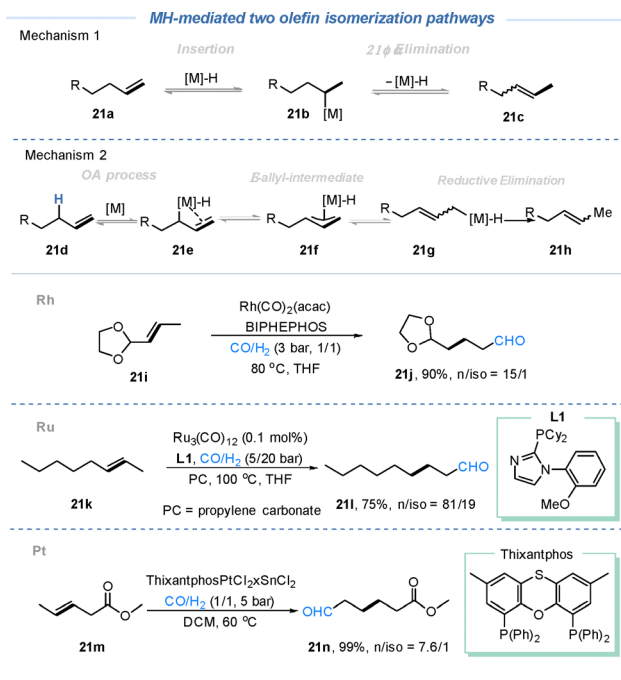 MH-mediated two olefin isomerization pathways
Mechanism 1
Insertion
Elimination
R
[M]-H
[M]
– [M]-H
R
21a
21b
21c
Mechanism 2
OA process
-allyl-intermediate
Reductive Elimination
H
R
[M]
R
[M]-H
R
[M]-H
R
[M]-H
R
Me
21d
21e
21f
21g
21h
Rh
O
O
21i
Rh(CO)2(acac)
BIPHEPHOS
CO/H2 (3 bar, 1/1)
80 °C, THF
O
O
CHO
21j, 90%, n/iso = 15/1
Ru
21k
Ru3(CO)12 (0.1 mol%)
L1, CO/H2 (5/20 bar)
PC, 100 °C, THF
PC = propylene carbonate
CHO
21l, 75%, n/iso = 81/19
L1
PCy2
N
N
MeO
Pt
O
O
21m
ThixantphosPtCl2xSnCl2
CO/H2 (1/1, 5 bar)
DCM, 60 °C
OHC
O
O
21n, 99%, n/iso = 7.6/1
Thixantphos
S
O
P(Ph)2
P(Ph)2